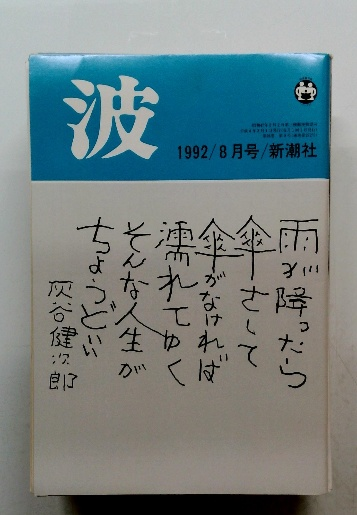 波
1992/8月号/新潮社
雨が降ったら
傘さして
傘がなければ
濡れてゆく
そんな人生が
ちょうどいい
灰谷健次郎